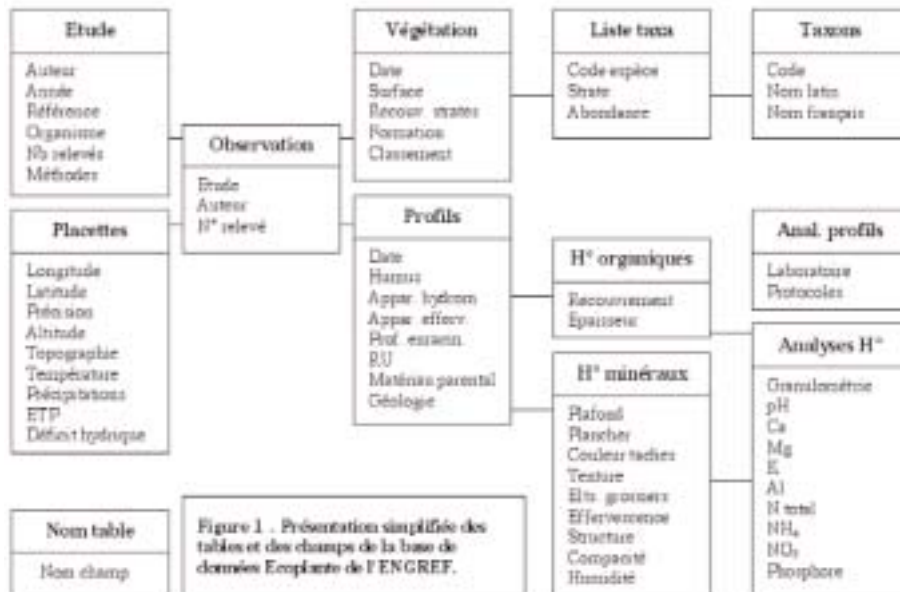 Etude
Auteur
Année
Référence
Organisme
Nb relevés
Méthodes
Placettes
Longitude
Latitude
Précision
Altitude
Topographie
Température
Précipitations
ETP
Déficit hydrique
Nom table
Nom champ
Observation
Etude
Auteur
N° relevé
Végétation
Date
Surface
Recouv. strates
Formation
Classement
Profils
Date
Humus
Appar. hydrom
Appar. efferv.
Prof. enracin.
RU
Matériau parental
Géologie
Liste taxa
Code espèce
Strate
Abondance
Taxons
Code
Nom latin
Nom français
H° organiques
Recouvrement
Epaisseur
H° minéraux
Plafond
Plancher
Couleur taches
Texture
Elts. grossiers
Effervescence
Structure
Compacité
Humidité
Anal. profils
Laboratoire
Protocoles
Analyses H°
Granulométrie
pH
Ca
Mg
K
Al
N total
NH₄
NO₃
Phosphore
Figure 1 . Présentation simplifiée des
tables et des champs de la base de
données Ecoplante de l'ENGREF.